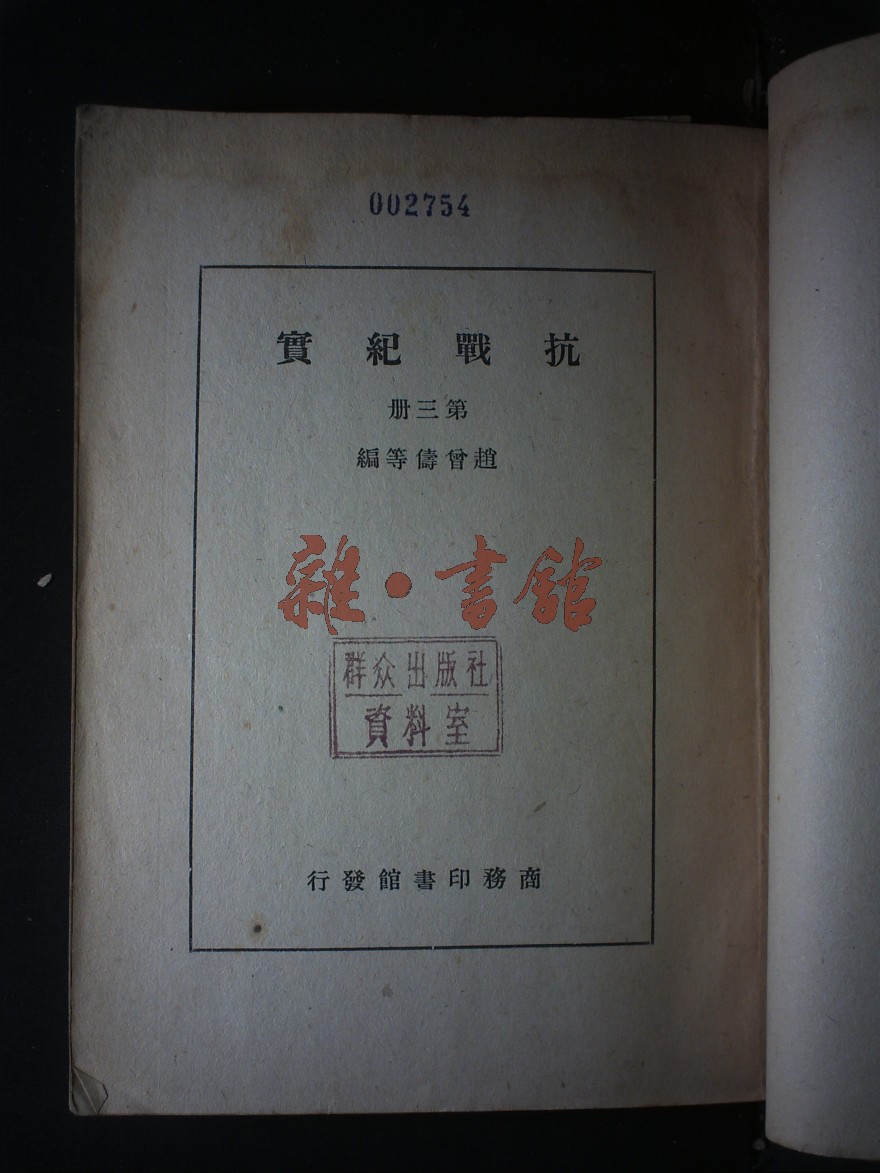 002754
抗戰紀實
第三册
趙曾儔等編
雜·書館
群众出版社
資料室
商務印書館發行